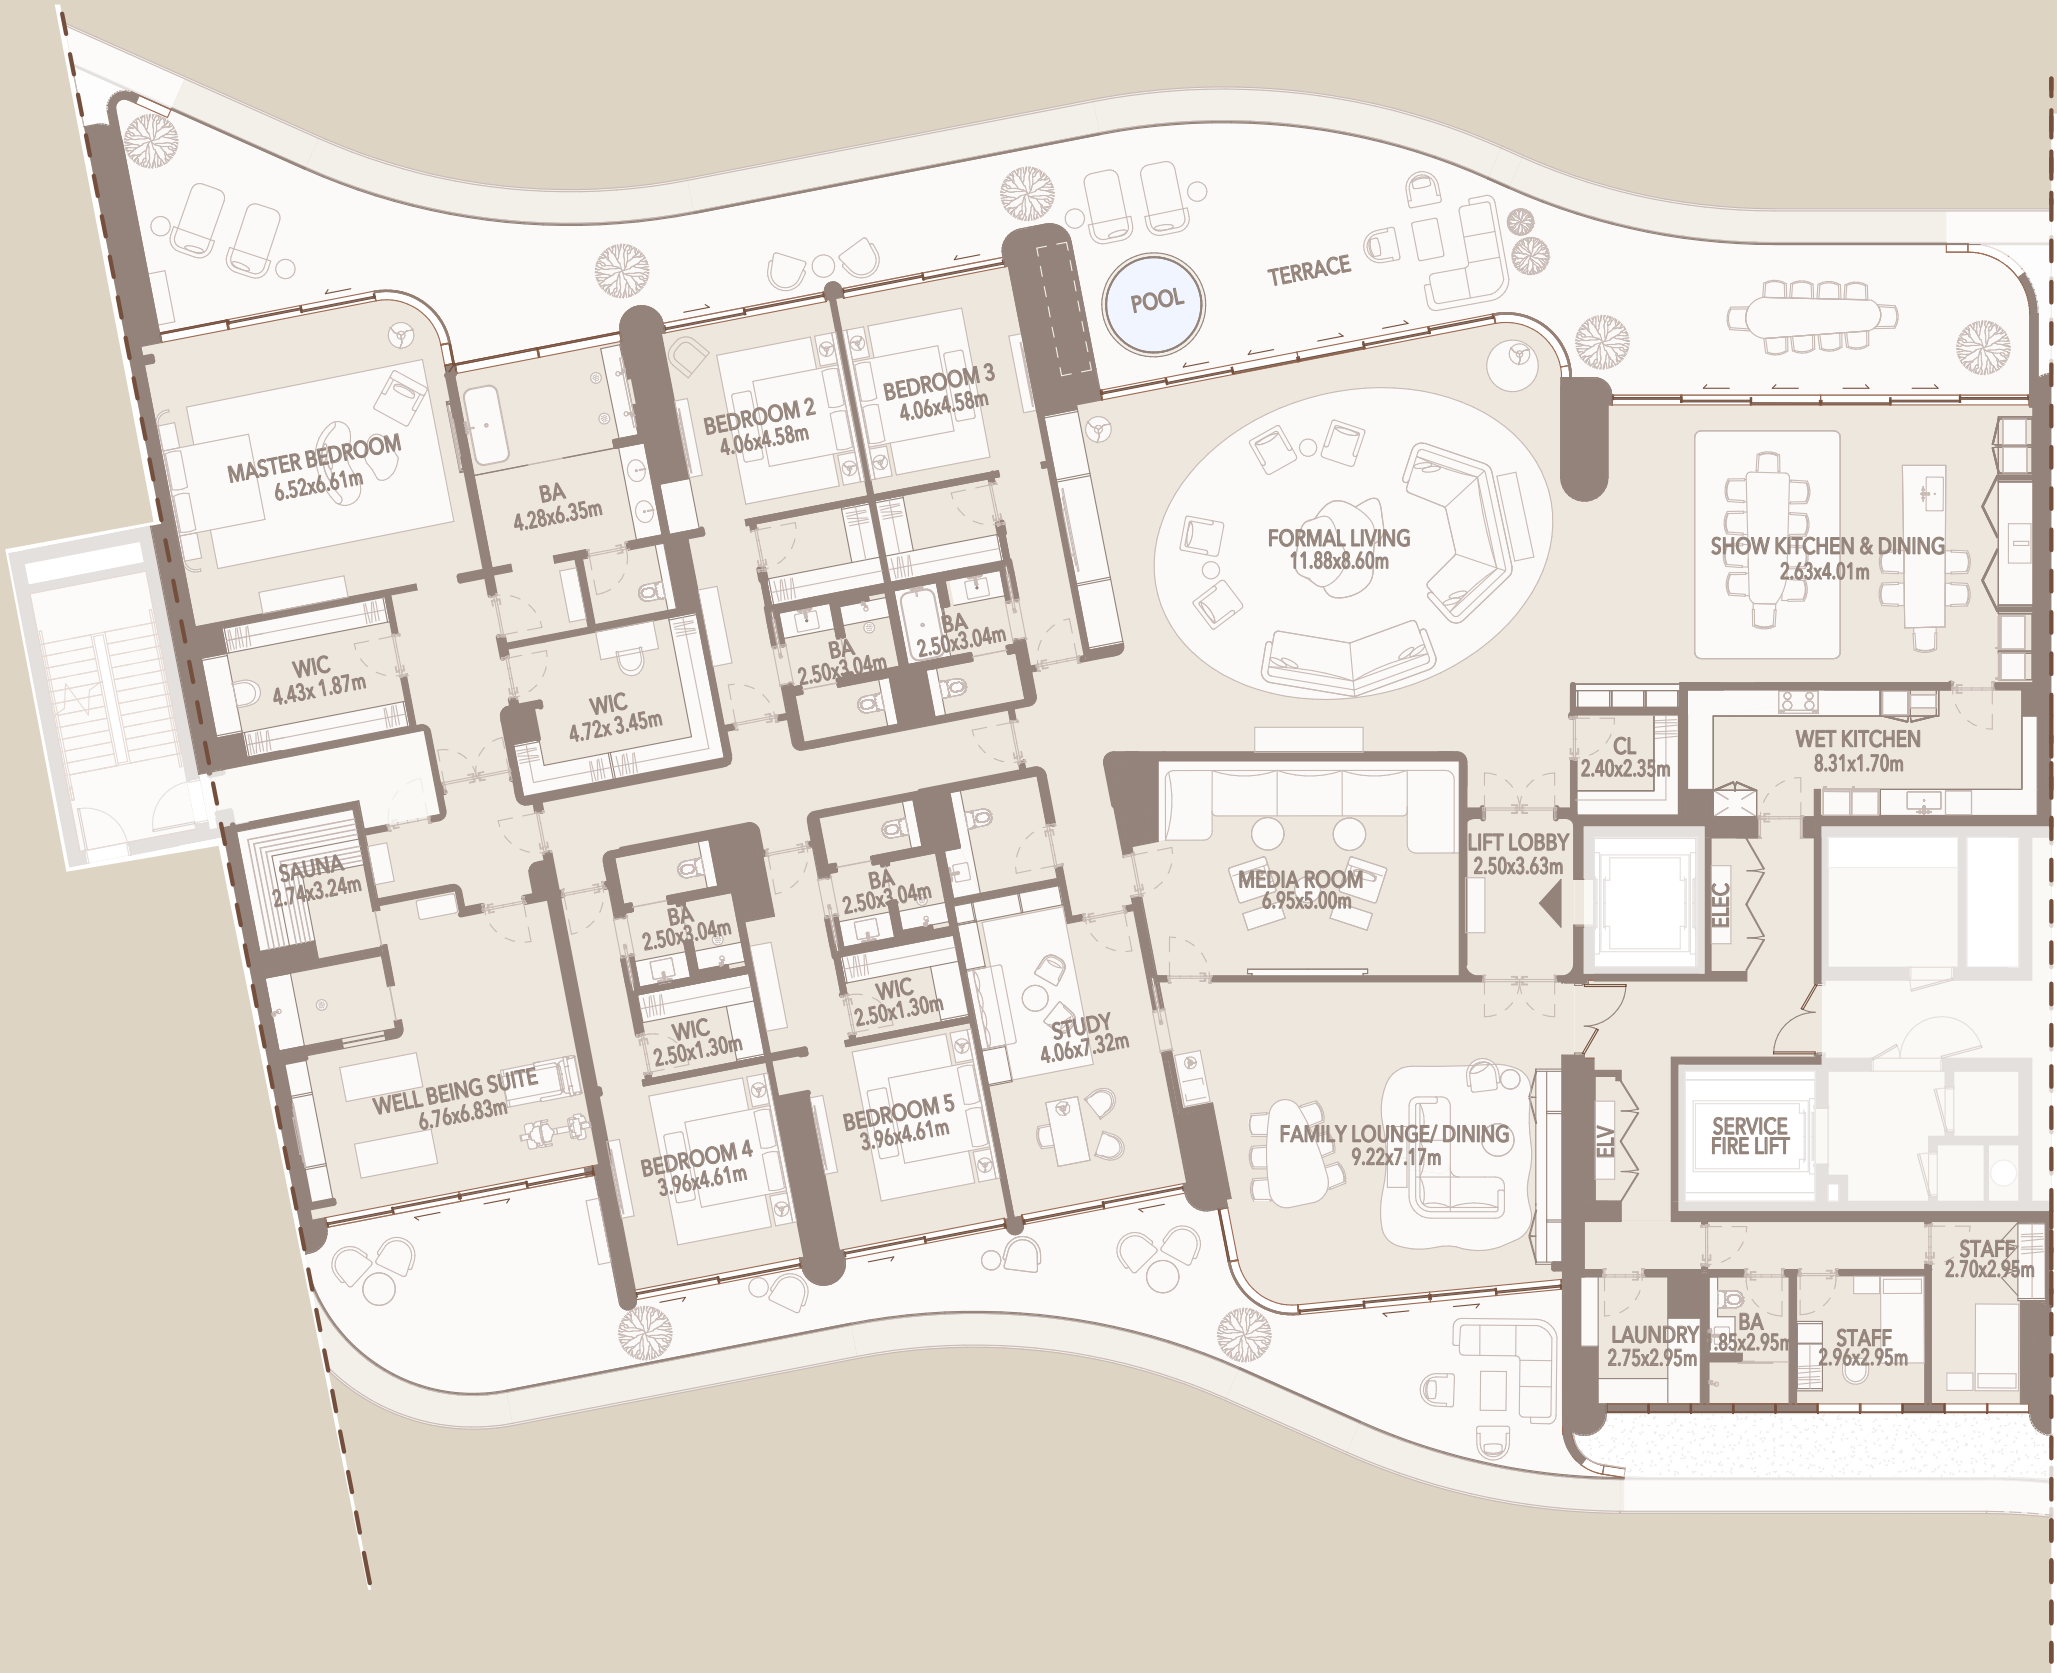 TERRACE
POOL
BEDROOM 3
4.06x4.58m
BEDROOM 2
4.06x4.58m
MASTER BEDROOM
6.52x6.61m
BA
4.28x6.35m
FORMAL LIVING
11.88x8.60m
SHOW KITCHEN & DINING
2.63x4.01m
BA
2.50x3.04m
BA
2.50x3.04m
WIC
4.43x 1.87m
WIC
4.72x 3.45m
CL
2.40x2.35m
WET KITCHEN
8.31x1.70m
SAUNA
2.74x3.24m
BA
2.50x3.04m
BA
2.50x3.04m
MEDIA ROOM
6.95x5.00m
LIFT LOBBY
2.50x3.63m
ELEC
WIC
2.50x1.30m
WIC
2.50x1.30m
STUDY
4.06x7.32m
WELL BEING SUITE
6.76x6.83m
BEDROOM 5
3.96x4.61m
BEDROOM 4
3.96x4.61m
FAMILY LOUNGE/ DINING
9.22x7.17m
ELV
SERVICE
FIRE LIFT
STAFF
2.70x2.95m
LAUNDRY
2.75x2.95m
BA
.85x2.95m
STAFF
2.96x2.95m